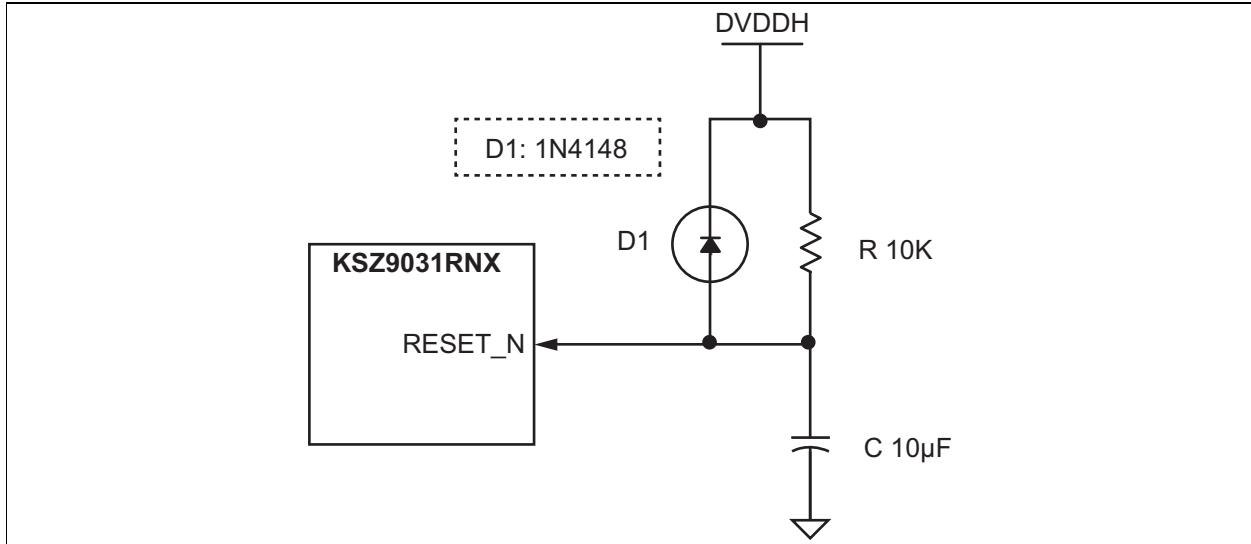 DVDDH
D1: 1N4148
D1
R 10K
KSZ9031RNX
RESET_N
C 10µF